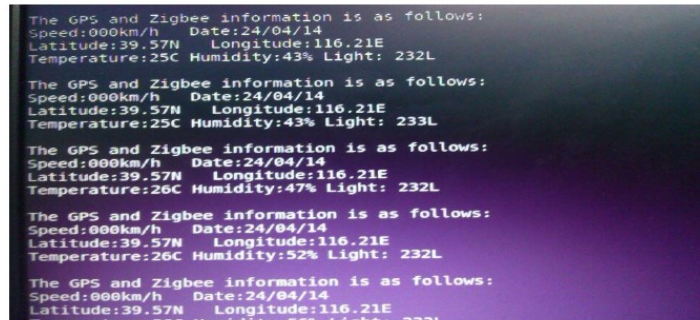 The GPS and Zigbee information is as follows:
Speed:000km/h Date:24/04/14
Latitude:39.57N Longitude:116.21E
Temperature:25C Humidity:43% Light: 232L
The GPS and Zigbee information is as follows:
Speed:000km/h Date:24/04/14
Latitude:39.57N Longitude:116.21E
Temperature:25C Humidity:43% Light: 233L
The GPS and Zigbee information is as follows:
Speed:000km/h Date:24/04/14
Latitude:39.57N Longitude:116.21E
Temperature:26C Humidity:47% Light: 232L
The GPS and Zigbee information is as follows:
Speed:000km/h Date:24/04/14
Latitude:39.57N Longitude:116.21E
Temperature:26C Humidity:52% Light: 232L
The GPS and Zigbee information is as follows:
Speed:000km/h Date:24/04/14
Latitude:39.57N Longitude:116.21E